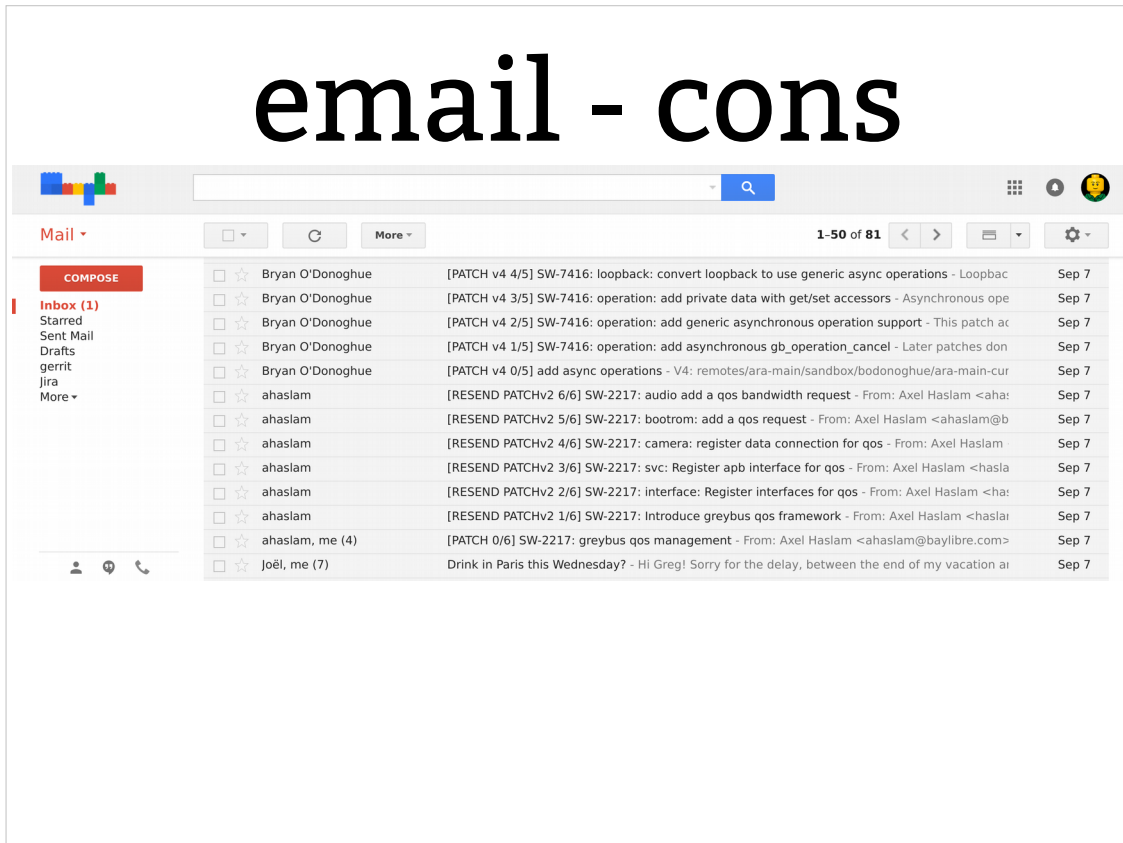 email - cons
Mail
More
1–50 of 81
COMPOSE
Inbox (1)
Starred
Sent Mail
Drafts
gerrit
Jira
More
Bryan O'Donoghue [PATCH v4 4/5] SW-7416: loopback: convert loopback to use generic async operations - Loopbac Sep 7
Bryan O'Donoghue [PATCH v4 3/5] SW-7416: operation: add private data with get/set accessors - Asynchronous ope Sep 7
Bryan O'Donoghue [PATCH v4 2/5] SW-7416: operation: add generic asynchronous operation support - This patch ac Sep 7
Bryan O'Donoghue [PATCH v4 1/5] SW-7416: operation: add asynchronous gb_operation_cancel - Later patches don Sep 7
Bryan O'Donoghue [PATCH v4 0/5] add async operations - V4: remotes/ara-main/sandbox/bodonoghue/ara-main-cur Sep 7
ahaslam [RESEND PATCHv2 6/6] SW-2217: audio add a qos bandwidth request - From: Axel Haslam <ahas Sep 7
ahaslam [RESEND PATCHv2 5/6] SW-2217: bootrom: add a qos request - From: Axel Haslam <ahaslam@b Sep 7
ahaslam [RESEND PATCHv2 4/6] SW-2217: camera: register data connection for qos - From: Axel Haslam Sep 7
ahaslam [RESEND PATCHv2 3/6] SW-2217: svc: Register apb interface for qos - From: Axel Haslam <hasla Sep 7
ahaslam [RESEND PATCHv2 2/6] SW-2217: interface: Register interfaces for qos - From: Axel Haslam <has Sep 7
ahaslam [RESEND PATCHv2 1/6] SW-2217: Introduce greybus qos framework - From: Axel Haslam <haslar Sep 7
ahaslam, me (4) [PATCH 0/6] SW-2217: greybus qos management - From: Axel Haslam <ahaslam@baylibre.com> Sep 7
Joël, me (7) Drink in Paris this Wednesday? - Hi Greg! Sorry for the delay, between the end of my vacation ar Sep 7